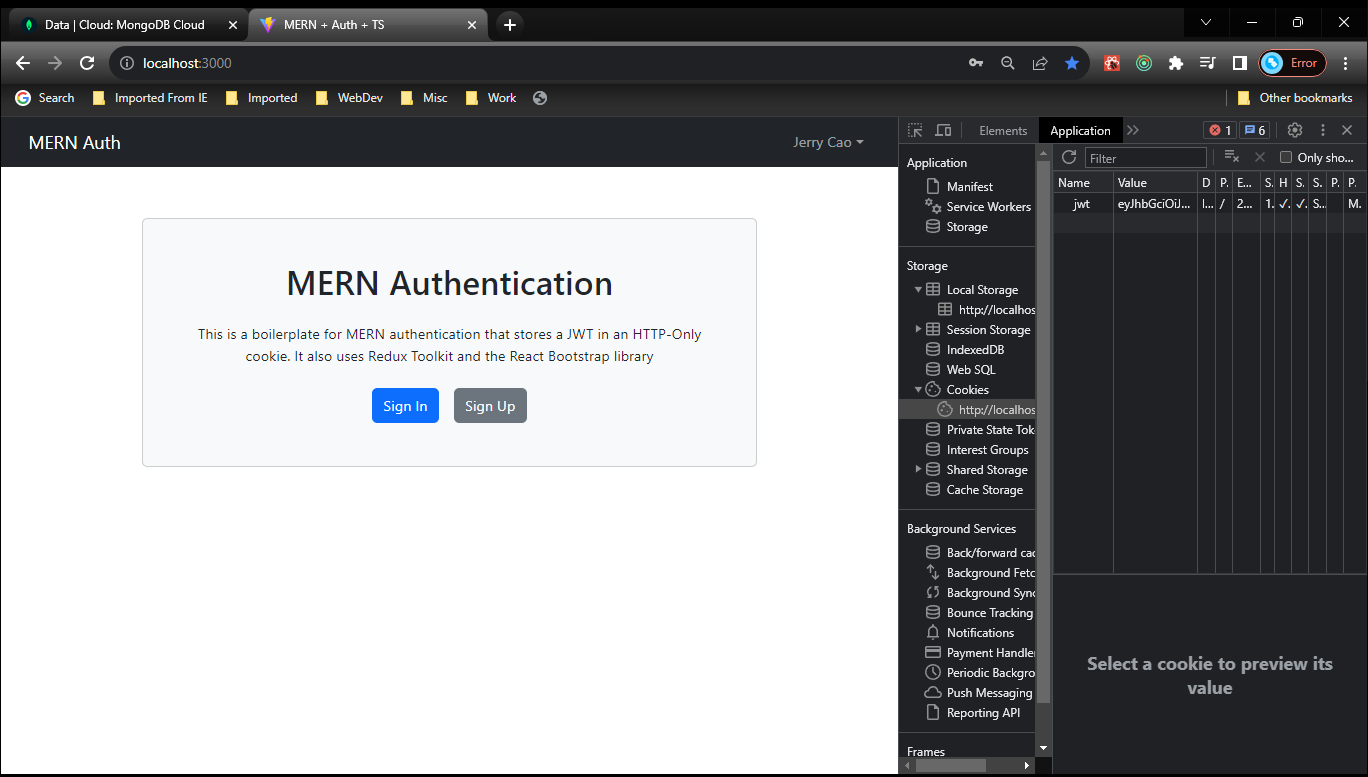 Data | Cloud: MongoDB Cloud
MERN + Auth + TS
localhost:3000
Error
Search
Imported From IE
Imported
WebDev
Misc
Work
Other bookmarks
MERN Auth
Jerry Cao
MERN Authentication
This is a boilerplate for MERN authentication that stores a JWT in an HTTP-Only
cookie. It also uses Redux Toolkit and the React Bootstrap library
Sign In
Sign Up
Elements
Application
1
6
Application
Manifest
Service Workers
Storage
Storage
Local Storage
http://localhos
Session Storage
IndexedDB
Web SQL
Cookies
http://localhos
Private State Tok
Interest Groups
Shared Storage
Cache Storage
Background Services
Back/forward cac
Background Fetc
Background Sync
Bounce Tracking
Notifications
Payment Handler
Periodic Backgro
Push Messaging
Reporting API
Frames
Filter
Only sho...
Name Value D P. E... S. H S. S. P. P.
jwt eyJhbGciOiJ... l... / 2... 1. ✓. ✓. S... M.
Select a cookie to preview its
value